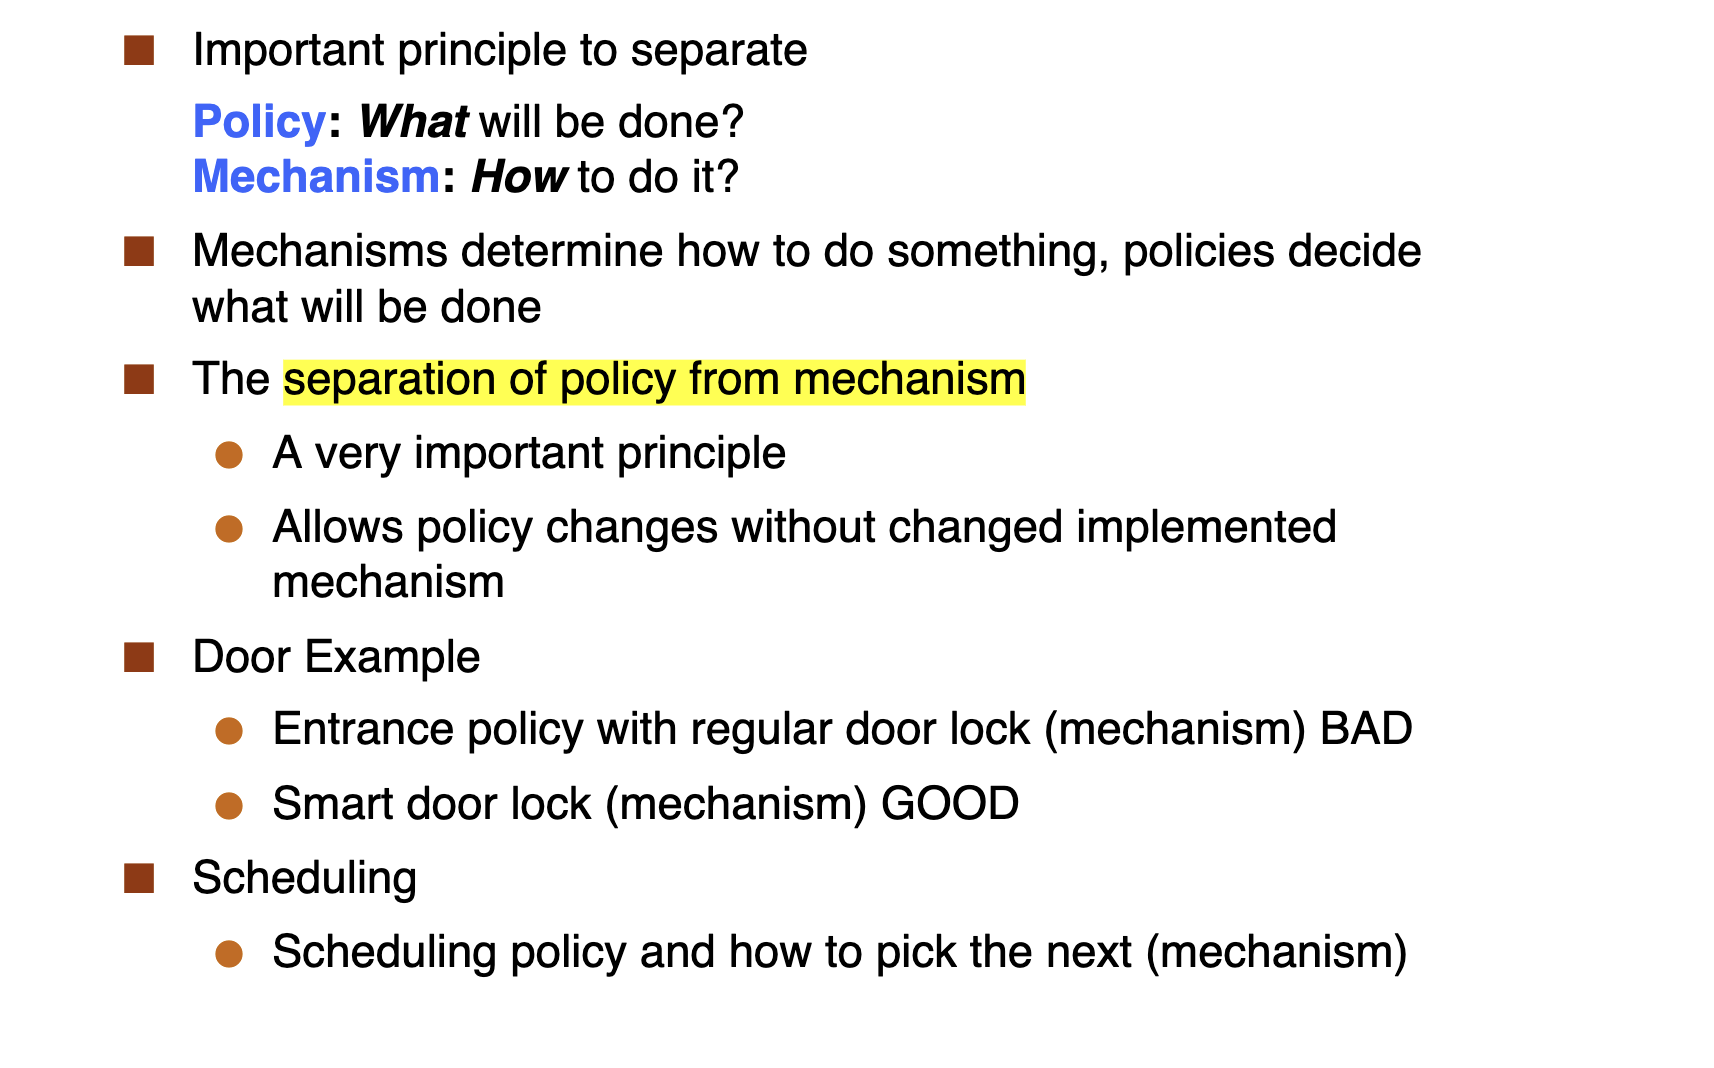 Important principle to separate
Policy: What will be done?
Mechanism: How to do it?
Mechanisms determine how to do something, policies decide
what will be done
The separation of policy from mechanism
A very important principle
Allows policy changes without changed implemented
mechanism
Door Example
Entrance policy with regular door lock (mechanism) BAD
Smart door lock (mechanism) GOOD
Scheduling
Scheduling policy and how to pick the next (mechanism)